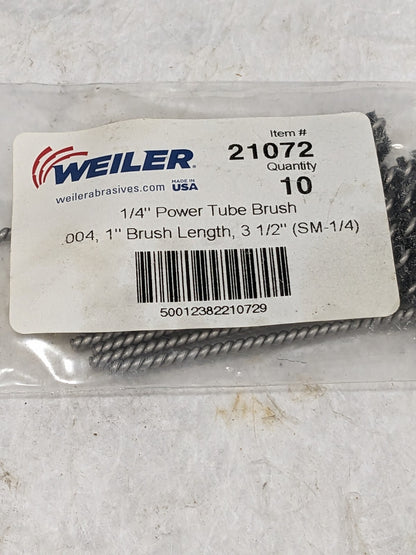 WEILER
weilerabrasives.com
MADE IN
USA
Item #
21072
Quantity
10
1/4" Power Tube Brush
.004, 1" Brush Length, 3 1/2" (SM-1/4)
50012382210729